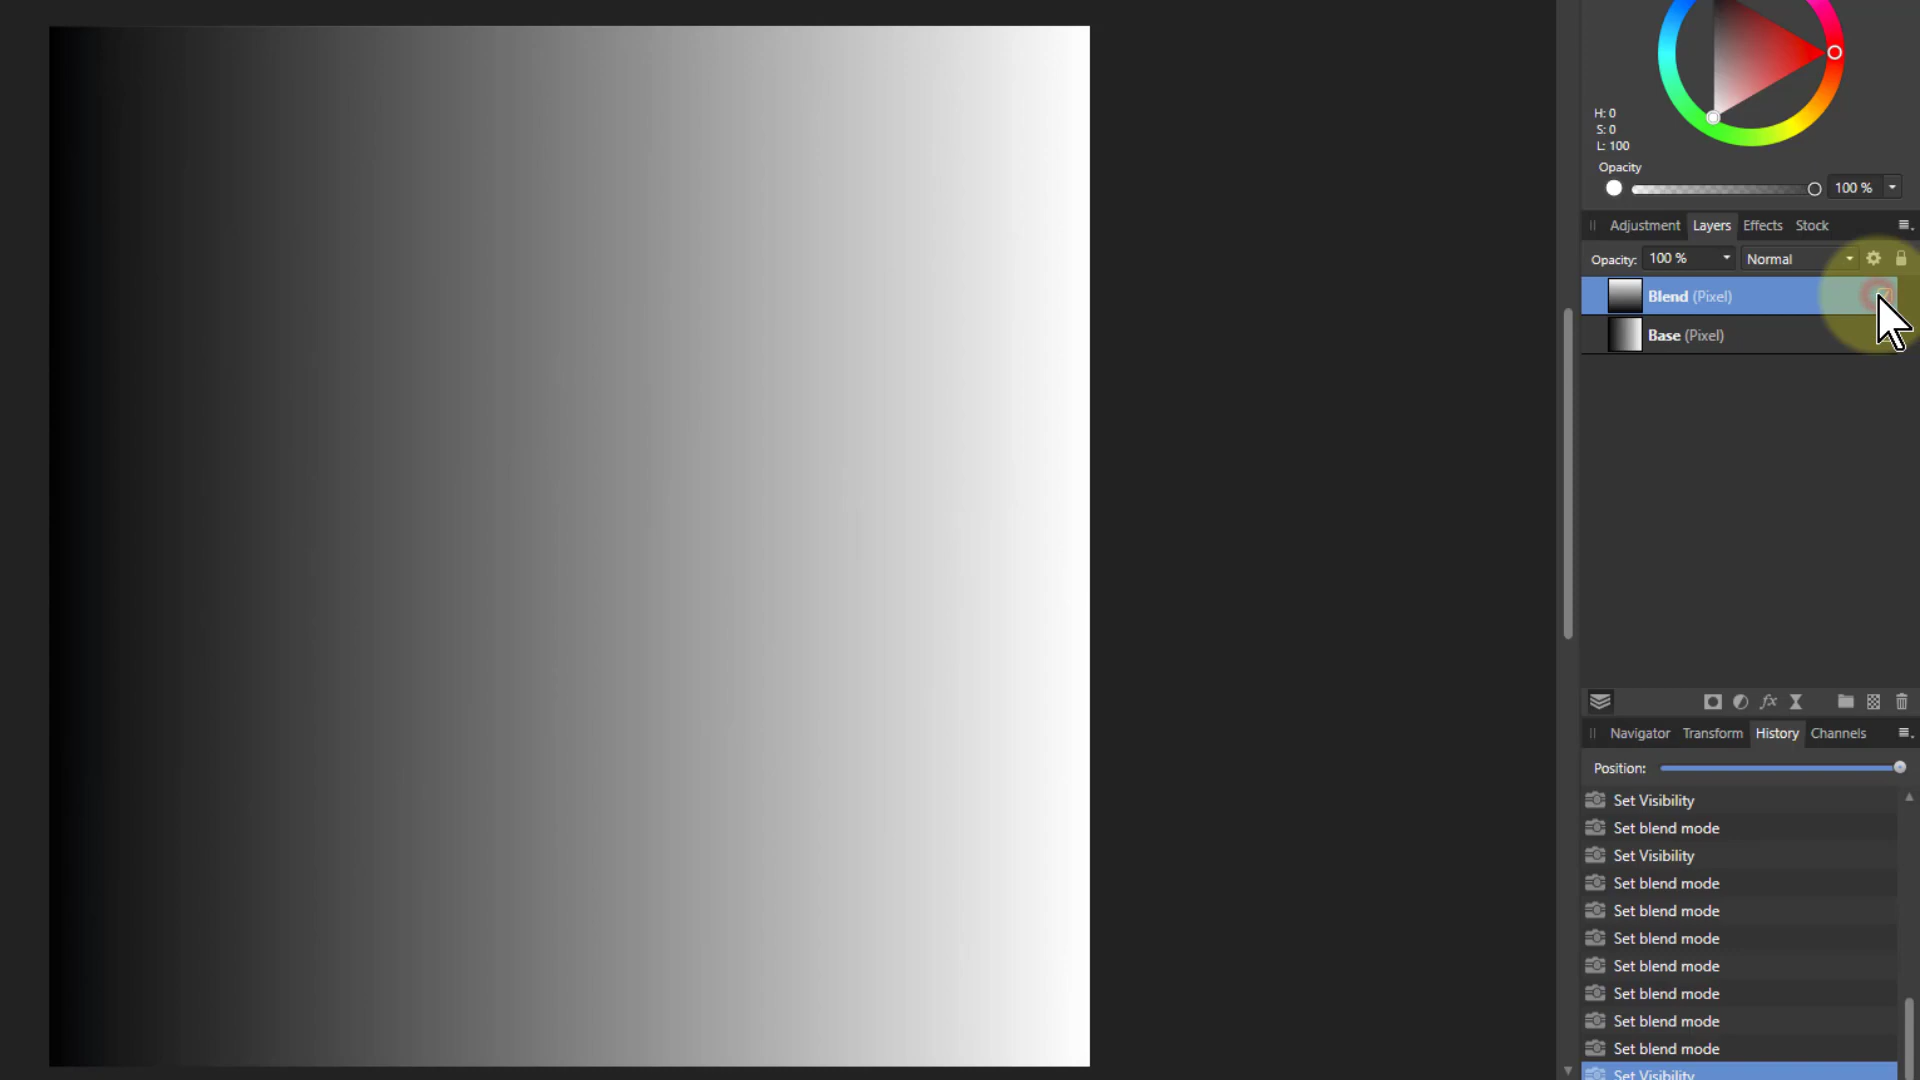 H: 0
S: 0
L: 100
Opacity
100 %
Adjustment Layers Effects Stock
Opacity: 100 % Normal
Blend (Pixel)
Base (Pixel)
fx
Navigator Transform History Channels
Position:
Set Visibility
Set blend mode
Set Visibility
Set blend mode
Set blend mode
Set blend mode
Set blend mode
Set blend mode
Set blend mode
Set blend mode
Set Visibility